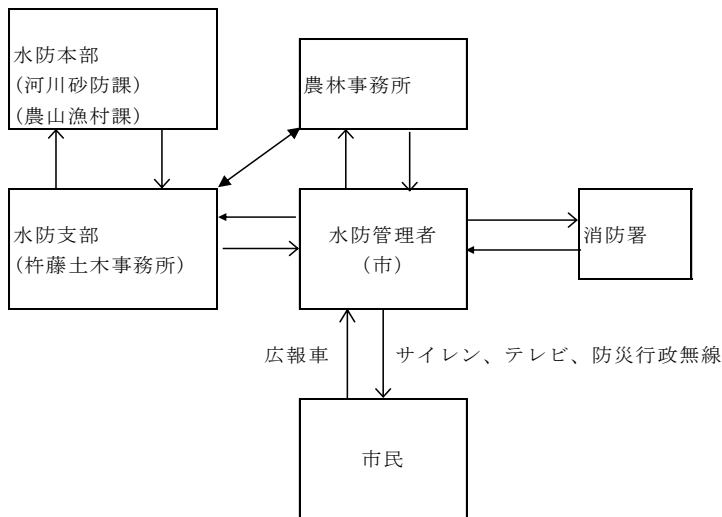 水防本部
(河川砂防課)
(農山漁村課)
農林事務所
水防支部
(杵藤土木事務所)
水防管理者
(市)
消防署
広報車
サイレン、テレビ、防災行政無線
市民